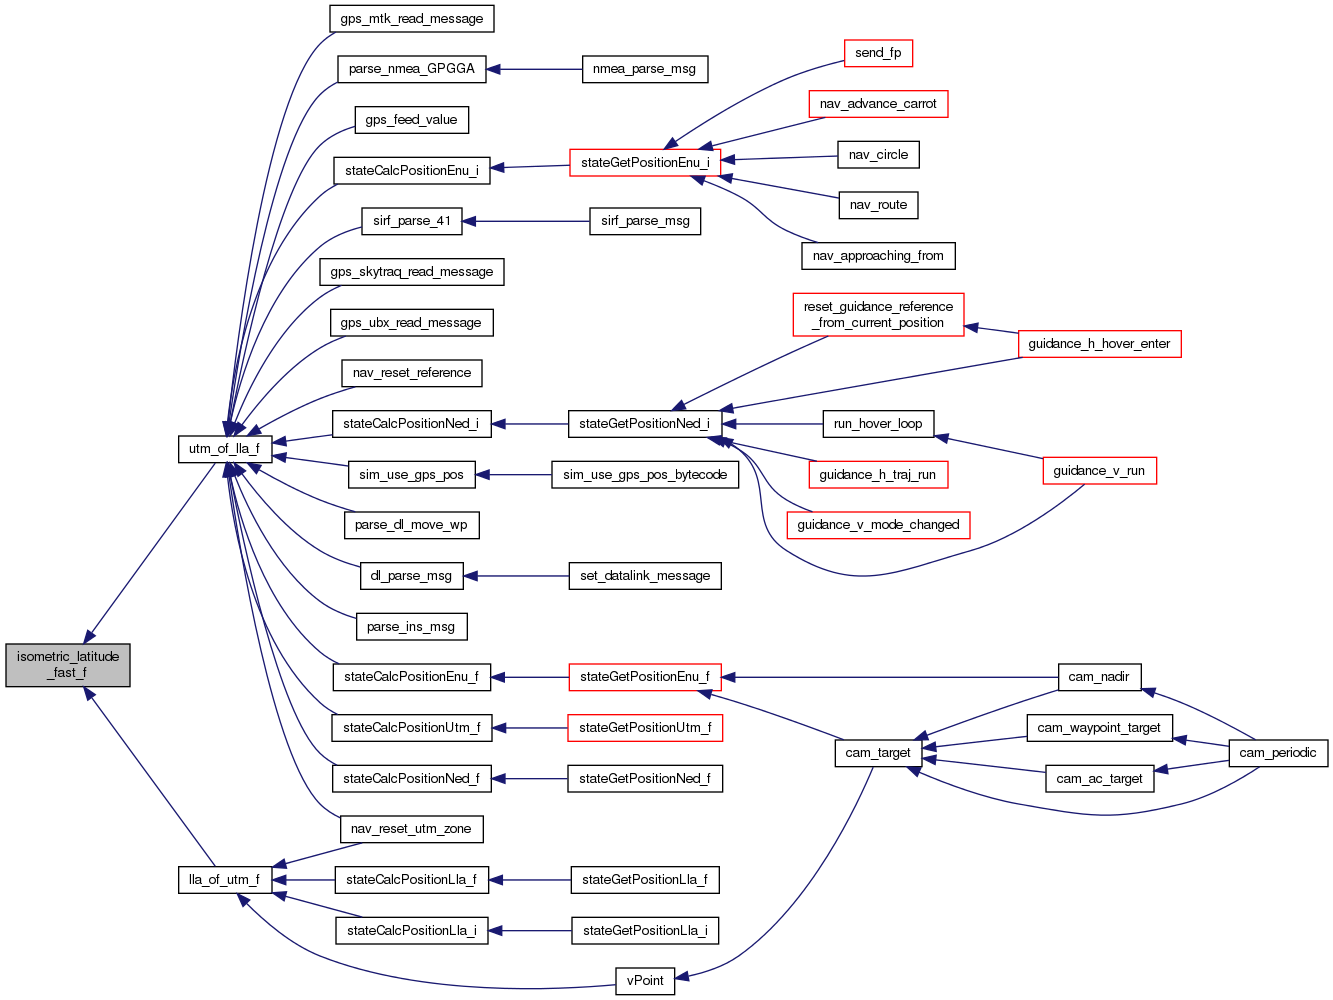 gps_mtk_read_message
send_fp
parse_nmea_GPGGA
nmea_parse_msg
nav_advance_carrot
gps_feed_value
nav_circle
stateCalcPositionEnu_i
stateGetPositionEnu_i
nav_route
sirf_parse_41
sirf_parse_msg
nav_approaching_from
gps_skytraq_read_message
reset_guidance_reference
_from_current_position
gps_ubx_read_message
guidance_h_hover_enter
nav_reset_reference
stateCalcPositionNed_i
stateGetPositionNed_i
run_hover_loop
utm_of_lla_f
sim_use_gps_pos
sim_use_gps_pos_bytecode
guidance_h_traj_run
guidance_v_run
parse_dl_move_wp
guidance_v_mode_changed
dl_parse_msg
set_datalink_message
parse_ins_msg
isometric_latitude
_fast_f
stateCalcPositionEnu_f
stateGetPositionEnu_f
cam_nadir
stateCalcPositionUtm_f
stateGetPositionUtm_f
cam_waypoint_target
cam_target
cam_periodic
stateCalcPositionNed_f
stateGetPositionNed_f
cam_ac_target
nav_reset_utm_zone
lla_of_utm_f
stateCalcPositionLla_f
stateGetPositionLla_f
stateCalcPositionLla_i
stateGetPositionLla_i
vPoint